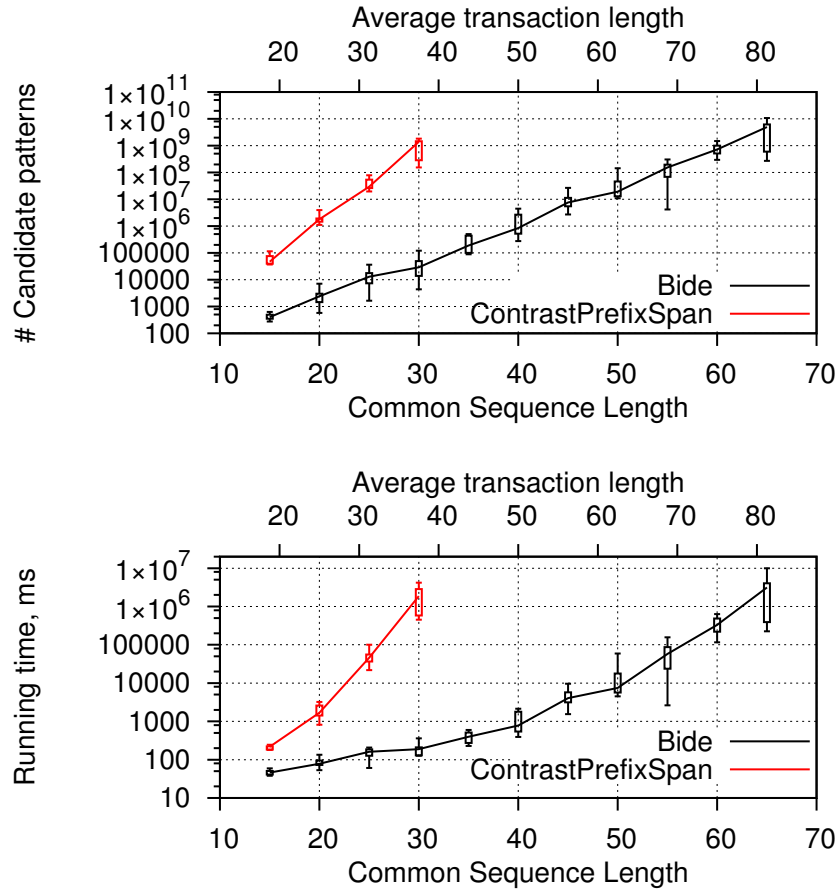 Average transaction length
20 30 40 50 60 70 80
# Candidate patterns
1×10^11
1×10^10
1×10^9
1×10^8
1×10^7
1×10^6
100000
10000
1000
100
Bide
ContrastPrefixSpan
10 20 30 40 50 60 70
Common Sequence Length
Average transaction length
20 30 40 50 60 70 80
Running time, ms
1×10^7
1×10^6
100000
10000
1000
100
10
Bide
ContrastPrefixSpan
10 20 30 40 50 60 70
Common Sequence Length